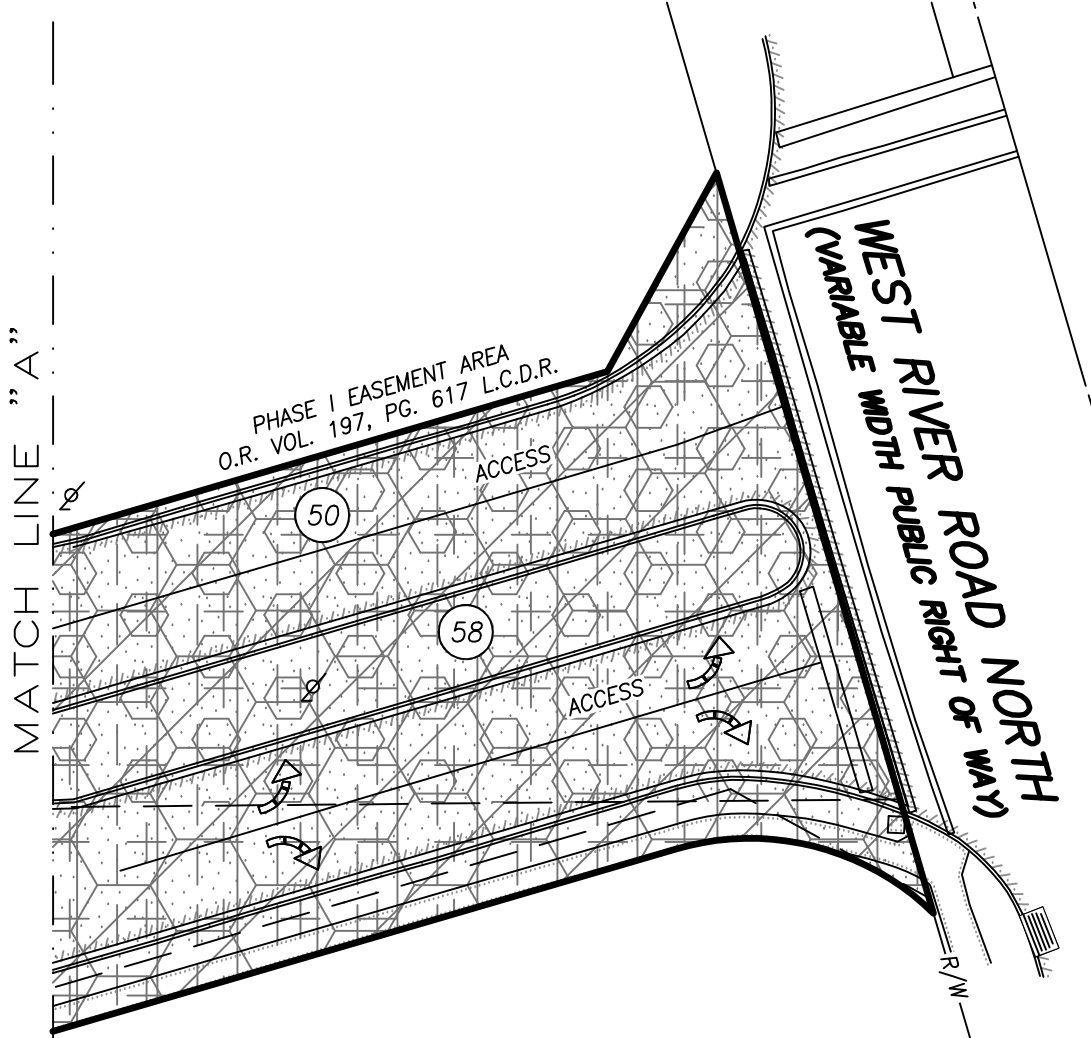 MATCH LINE "A"
PHASE I EASEMENT AREA
O.R. VOL. 197, PG. 617 L.C.D.R.
ACCESS
50
58
ACCESS
WEST RIVER ROAD NORTH
(VARIABLE WIDTH PUBLIC RIGHT OF WAY)
R/W